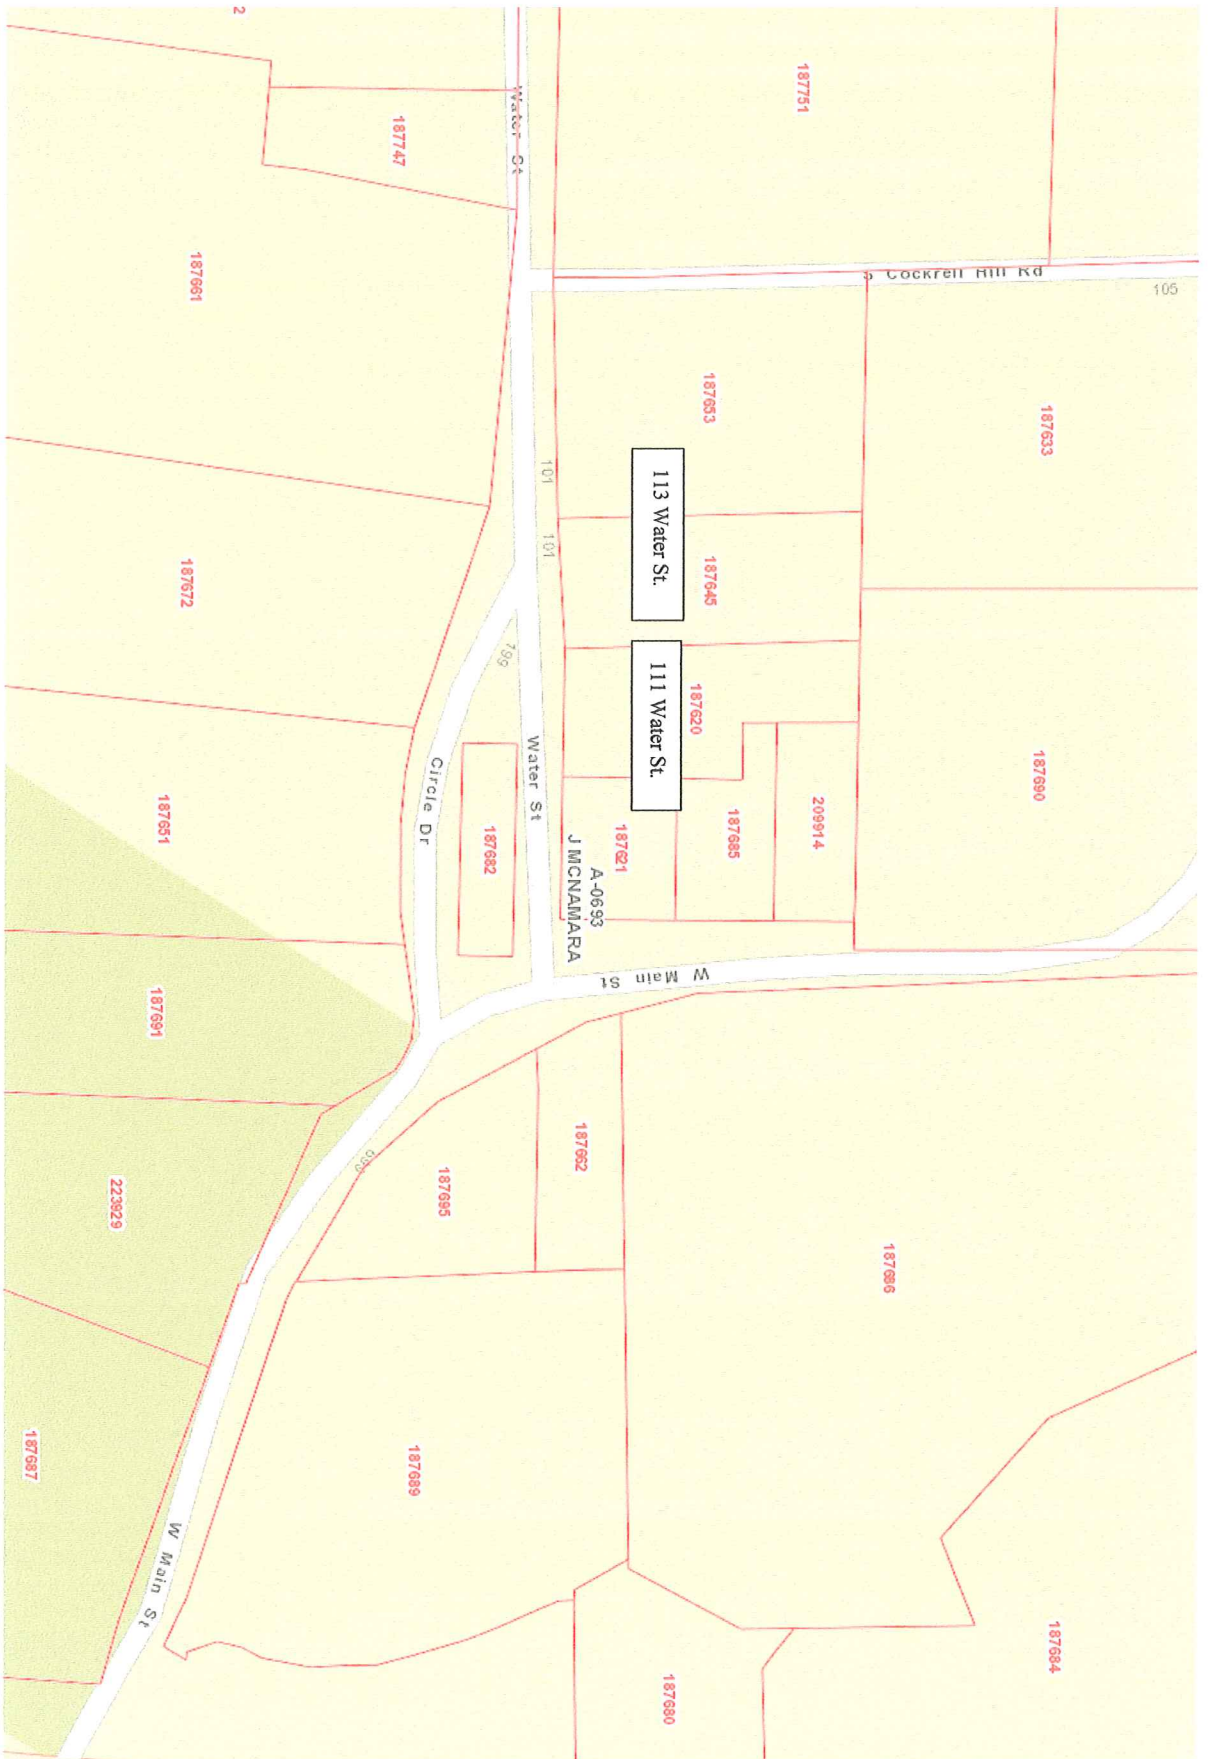 105
187684
187633
187690
S Cockrell Hill Rd
187686
209914
187751
187685
187653
187645
187620
187680
113 Water St.
111 Water St.
W Main St
187621
A-0693
J MCNAMARA
187662
101
101
Water St
Water St
799
187682
187695
Circle Dr
187689
187747
699
2
187661
187672
187651
W Main St
187691
223929
187687